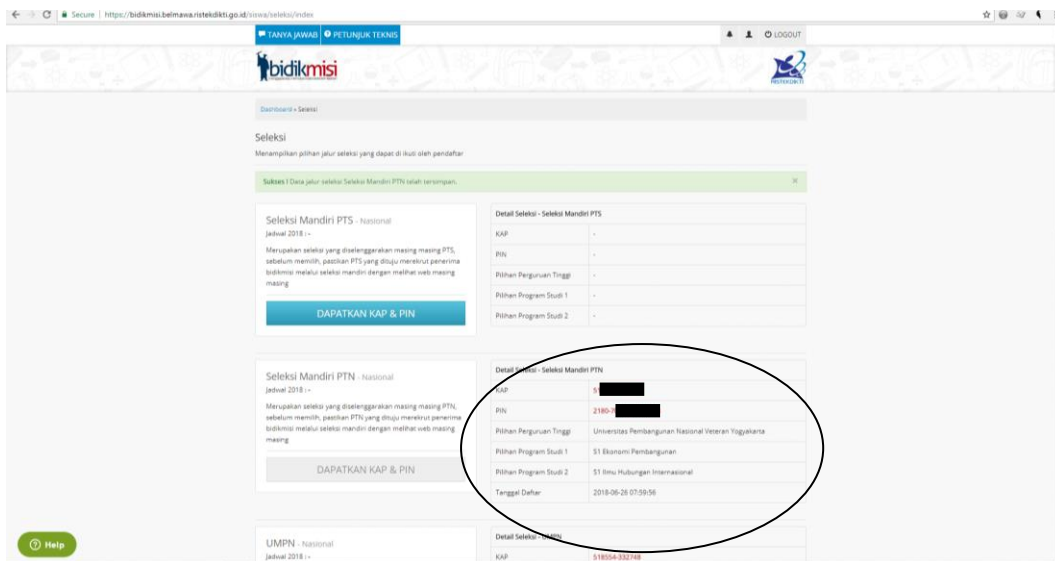 Secure | https://bidikmisi.belmawa.ristekdikti.go.id/siswa/seleksi/index
TANYA JAWAB PETUNJUK TEKNIS LOGOUT
bidikmisi
RISTEKDIKTI
Dashboard » Seleksi
Seleksi
Menampilkan pilihan jalur seleksi yang dapat di ikuti oleh pendaftar
Sukses ! Data jalur seleksi Seleksi Mandiri PTN telah tersimpan. ×
Seleksi Mandiri PTS - Nasional
Jadwal 2018 : -
Merupakan seleksi yang diselenggarakan masing masing PTS,
sebelum memilih, pastikan PTS yang dituju merekrut penerima
bidikmisi melalui seleksi mandiri dengan melihat web masing
masing
DAPATKAN KAP & PIN
Detail Seleksi - Seleksi Mandiri PTS
KAP -
PIN -
Pilihan Perguruan Tinggi -
Pilihan Program Studi 1 -
Pilihan Program Studi 2 -
Seleksi Mandiri PTN - Nasional
Jadwal 2018 : -
Merupakan seleksi yang diselenggarakan masing masing PTN,
sebelum memilih, pastikan PTN yang dituju merekrut penerima
bidikmisi melalui seleksi mandiri dengan melihat web masing
masing
DAPATKAN KAP & PIN
Detail Seleksi - Seleksi Mandiri PTN
KAP
PIN 2180-7
Pilihan Perguruan Tinggi Universitas Pembangunan Nasional Veteran Yogyakarta
Pilihan Program Studi 1 S1 Ekonomi Pembangunan
Pilihan Program Studi 2 S1 Ilmu Hubungan Internasional
Tanggal Daftar 2018-06-28 07:59:56
UMPN - Nasional
Jadwal 2018 : -
Detail Seleksi - UMPN
KAP 518554-332748
Help